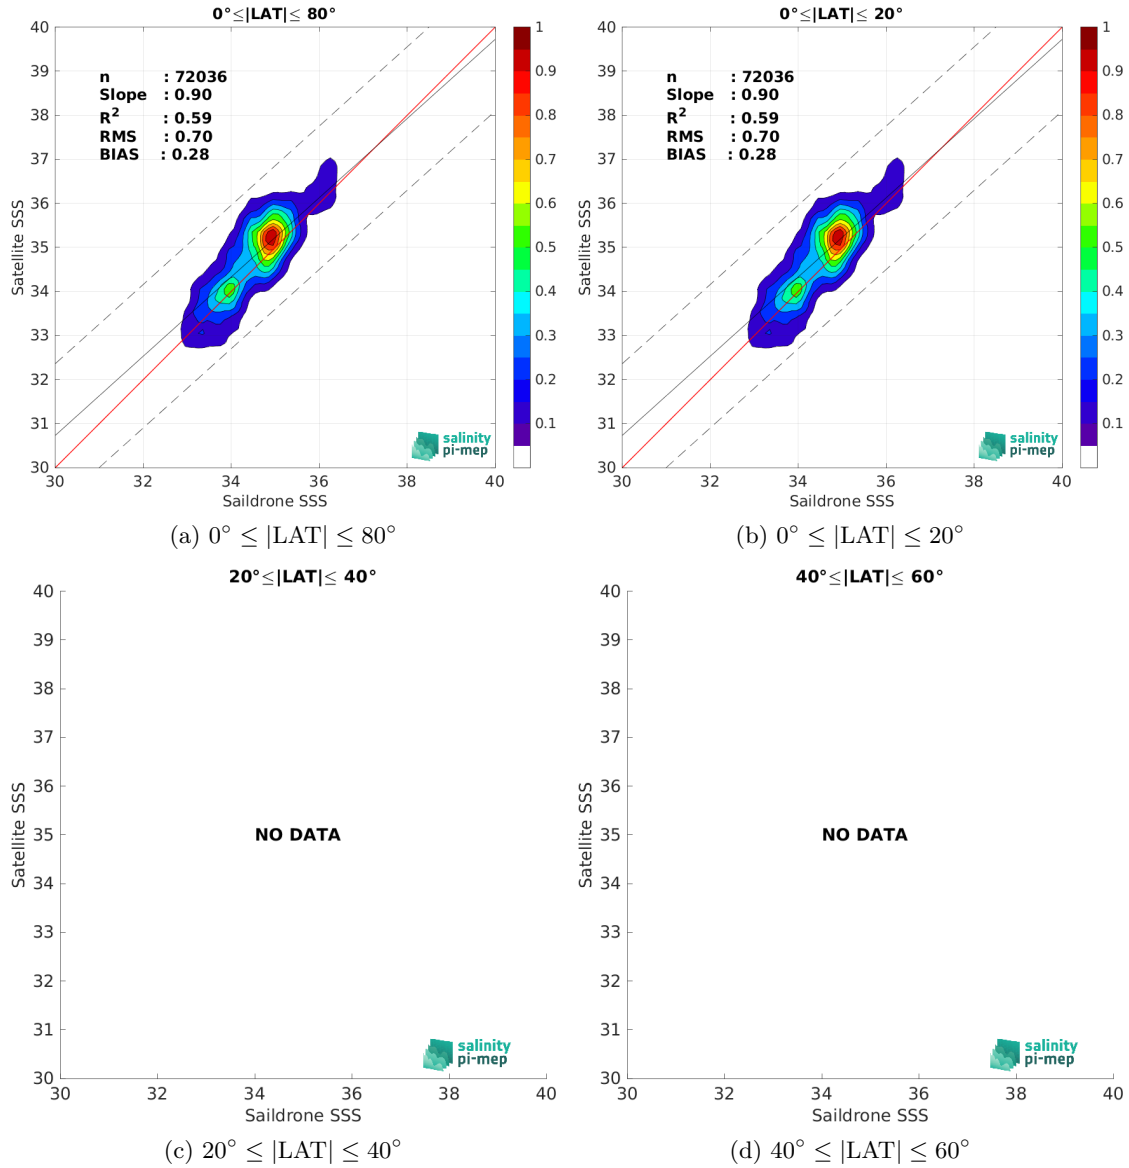 0°≤|LAT|≤ 80°
40
39
38
37
36
35
34
33
32
31
30
Satellite SSS
n : 72036
Slope : 0.90
R2 : 0.59
RMS : 0.70
BIAS : 0.28
salinity
pi-mep
30 32 34 36 38 40
Saildrone SSS
1
0.9
0.8
0.7
0.6
0.5
0.4
0.3
0.2
0.1
(a) 0° ≤ |LAT| ≤ 80°
0°≤|LAT|≤ 20°
40
39
38
37
36
35
34
33
32
31
30
Satellite SSS
n : 72036
Slope : 0.90
R2 : 0.59
RMS : 0.70
BIAS : 0.28
salinity
pi-mep
30 32 34 36 38 40
Saildrone SSS
1
0.9
0.8
0.7
0.6
0.5
0.4
0.3
0.2
0.1
(b) 0° ≤ |LAT| ≤ 20°
20°≤|LAT|≤ 40°
40
39
38
37
36
35
34
33
32
31
30
Satellite SSS
NO DATA
salinity
pi-mep
30 32 34 36 38 40
Saildrone SSS
(c) 20° ≤ |LAT| ≤ 40°
40°≤|LAT|≤ 60°
40
39
38
37
36
35
34
33
32
31
30
Satellite SSS
NO DATA
salinity
pi-mep
30 32 34 36 38 40
Saildrone SSS
(d) 40° ≤ |LAT| ≤ 60°